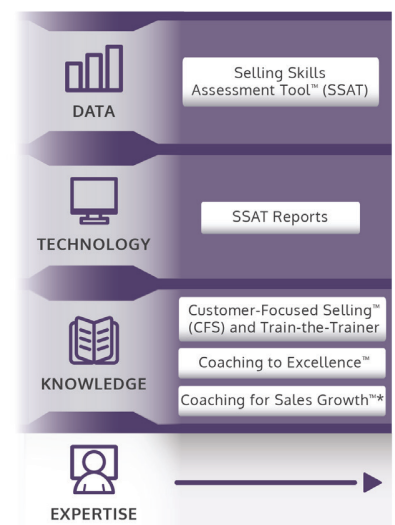 DATA
Selling Skills
Assessment Tool™ (SSAT)
TECHNOLOGY
SSAT Reports
KNOWLEDGE
Customer-Focused Selling™
(CFS) and Train-the-Trainer
Coaching to Excellence™
Coaching for Sales Growth™*
EXPERTISE